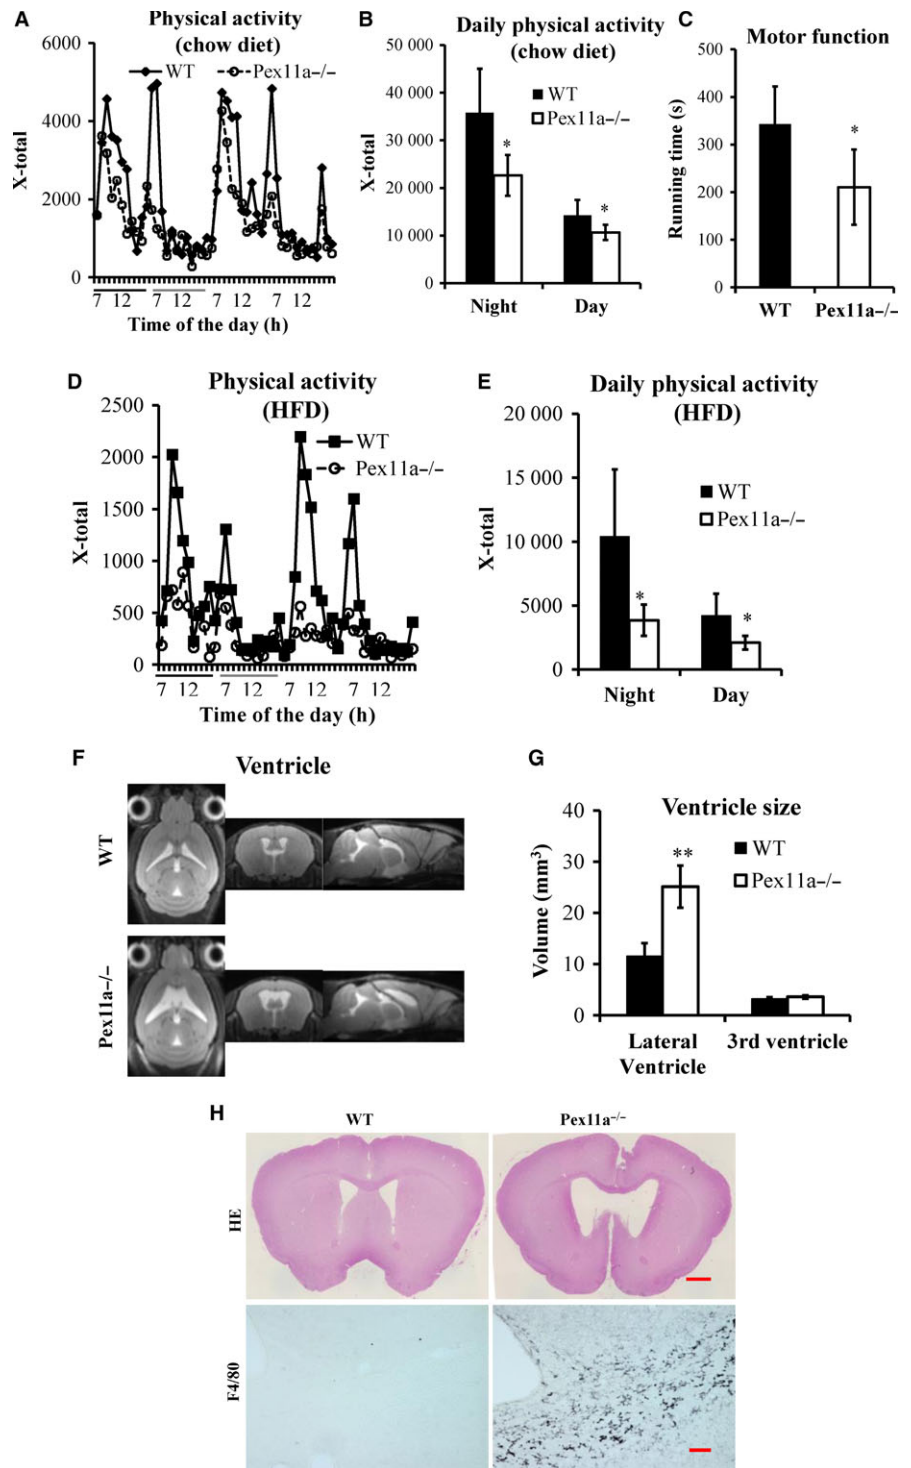 A
Physical activity
(chow diet)
WT
Pex11a−/−
X-total
6000
4000
2000
0
7 12 7 12 7 12 7 12
Time of the day (h)
B
Daily physical activity
(chow diet)
WT
Pex11a−/−
X-total
50 000
40 000
30 000
20 000
10 000
0
*
*
Night Day
C
Motor function
Running time (s)
500
400
300
200
100
0
*
WT Pex11a−/−
D
Physical activity
(HFD)
WT
Pex11a−/−
X-total
2500
2000
1500
1000
500
0
7 12 7 12 7 12 7 12
Time of the day (h)
E
Daily physical activity
(HFD)
WT
Pex11a−/−
X-total
20 000
15 000
10 000
5000
0
*
*
Night Day
F
Ventricle
WT
Pex11a−/−
G
Ventricle size
WT
Pex11a−/−
Volume (mm³)
40
30
20
10
0
**
Lateral
Ventricle
3rd ventricle
H
WT
Pex11a⁻/⁻
HE
F4/80